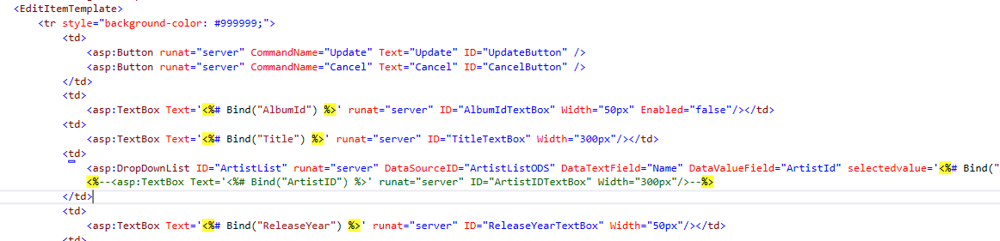 <EditItemTemplate>
<tr style="background-color: #999999;">
<td>
<asp:Button runat="server" CommandName="Update" Text="Update" ID="UpdateButton" />
<asp:Button runat="server" CommandName="Cancel" Text="Cancel" ID="CancelButton" />
</td>
<td>
<asp:TextBox Text='<%# Bind("AlbumId") %>' runat="server" ID="AlbumIdTextBox" Width="50px" Enabled="false"/></td>
<td>
<asp:TextBox Text='<%# Bind("Title") %>' runat="server" ID="TitleTextBox" Width="300px"/></td>
<td>
<asp:DropDownList ID="ArtistList" runat="server" DataSourceID="ArtistListODS" DataTextField="Name" DataValueField="ArtistId" selectedvalue='<%# Bind("
<%--<asp:TextBox Text='<%# Bind("ArtistID") %>' runat="server" ID="ArtistIDTextBox" Width="300px"/>--%>
</td>
<td>
<asp:TextBox Text='<%# Bind("ReleaseYear") %>' runat="server" ID="ReleaseYearTextBox" Width="50px"/></td>
<td>